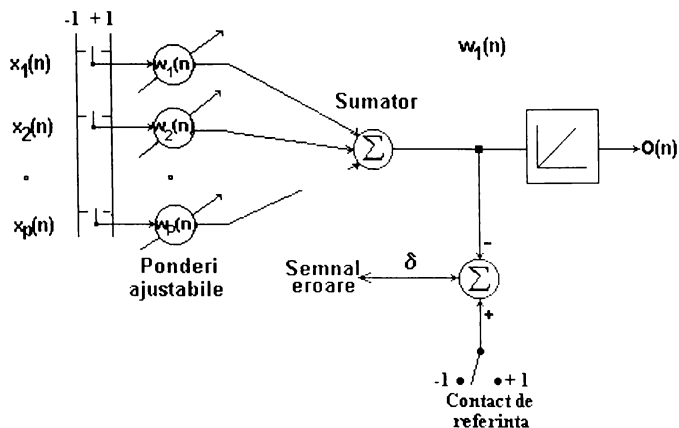 -1 +1
w₁(n)
x₁(n)
w₁(n)
Sumator
x₂(n)
w₂(n)
Σ
O(n)
xₚ(n)
wₚ(n)
-
Ponderi
ajustabile
Semnal
eroare
δ
Σ
+
-1 +1
Contact de
referinta